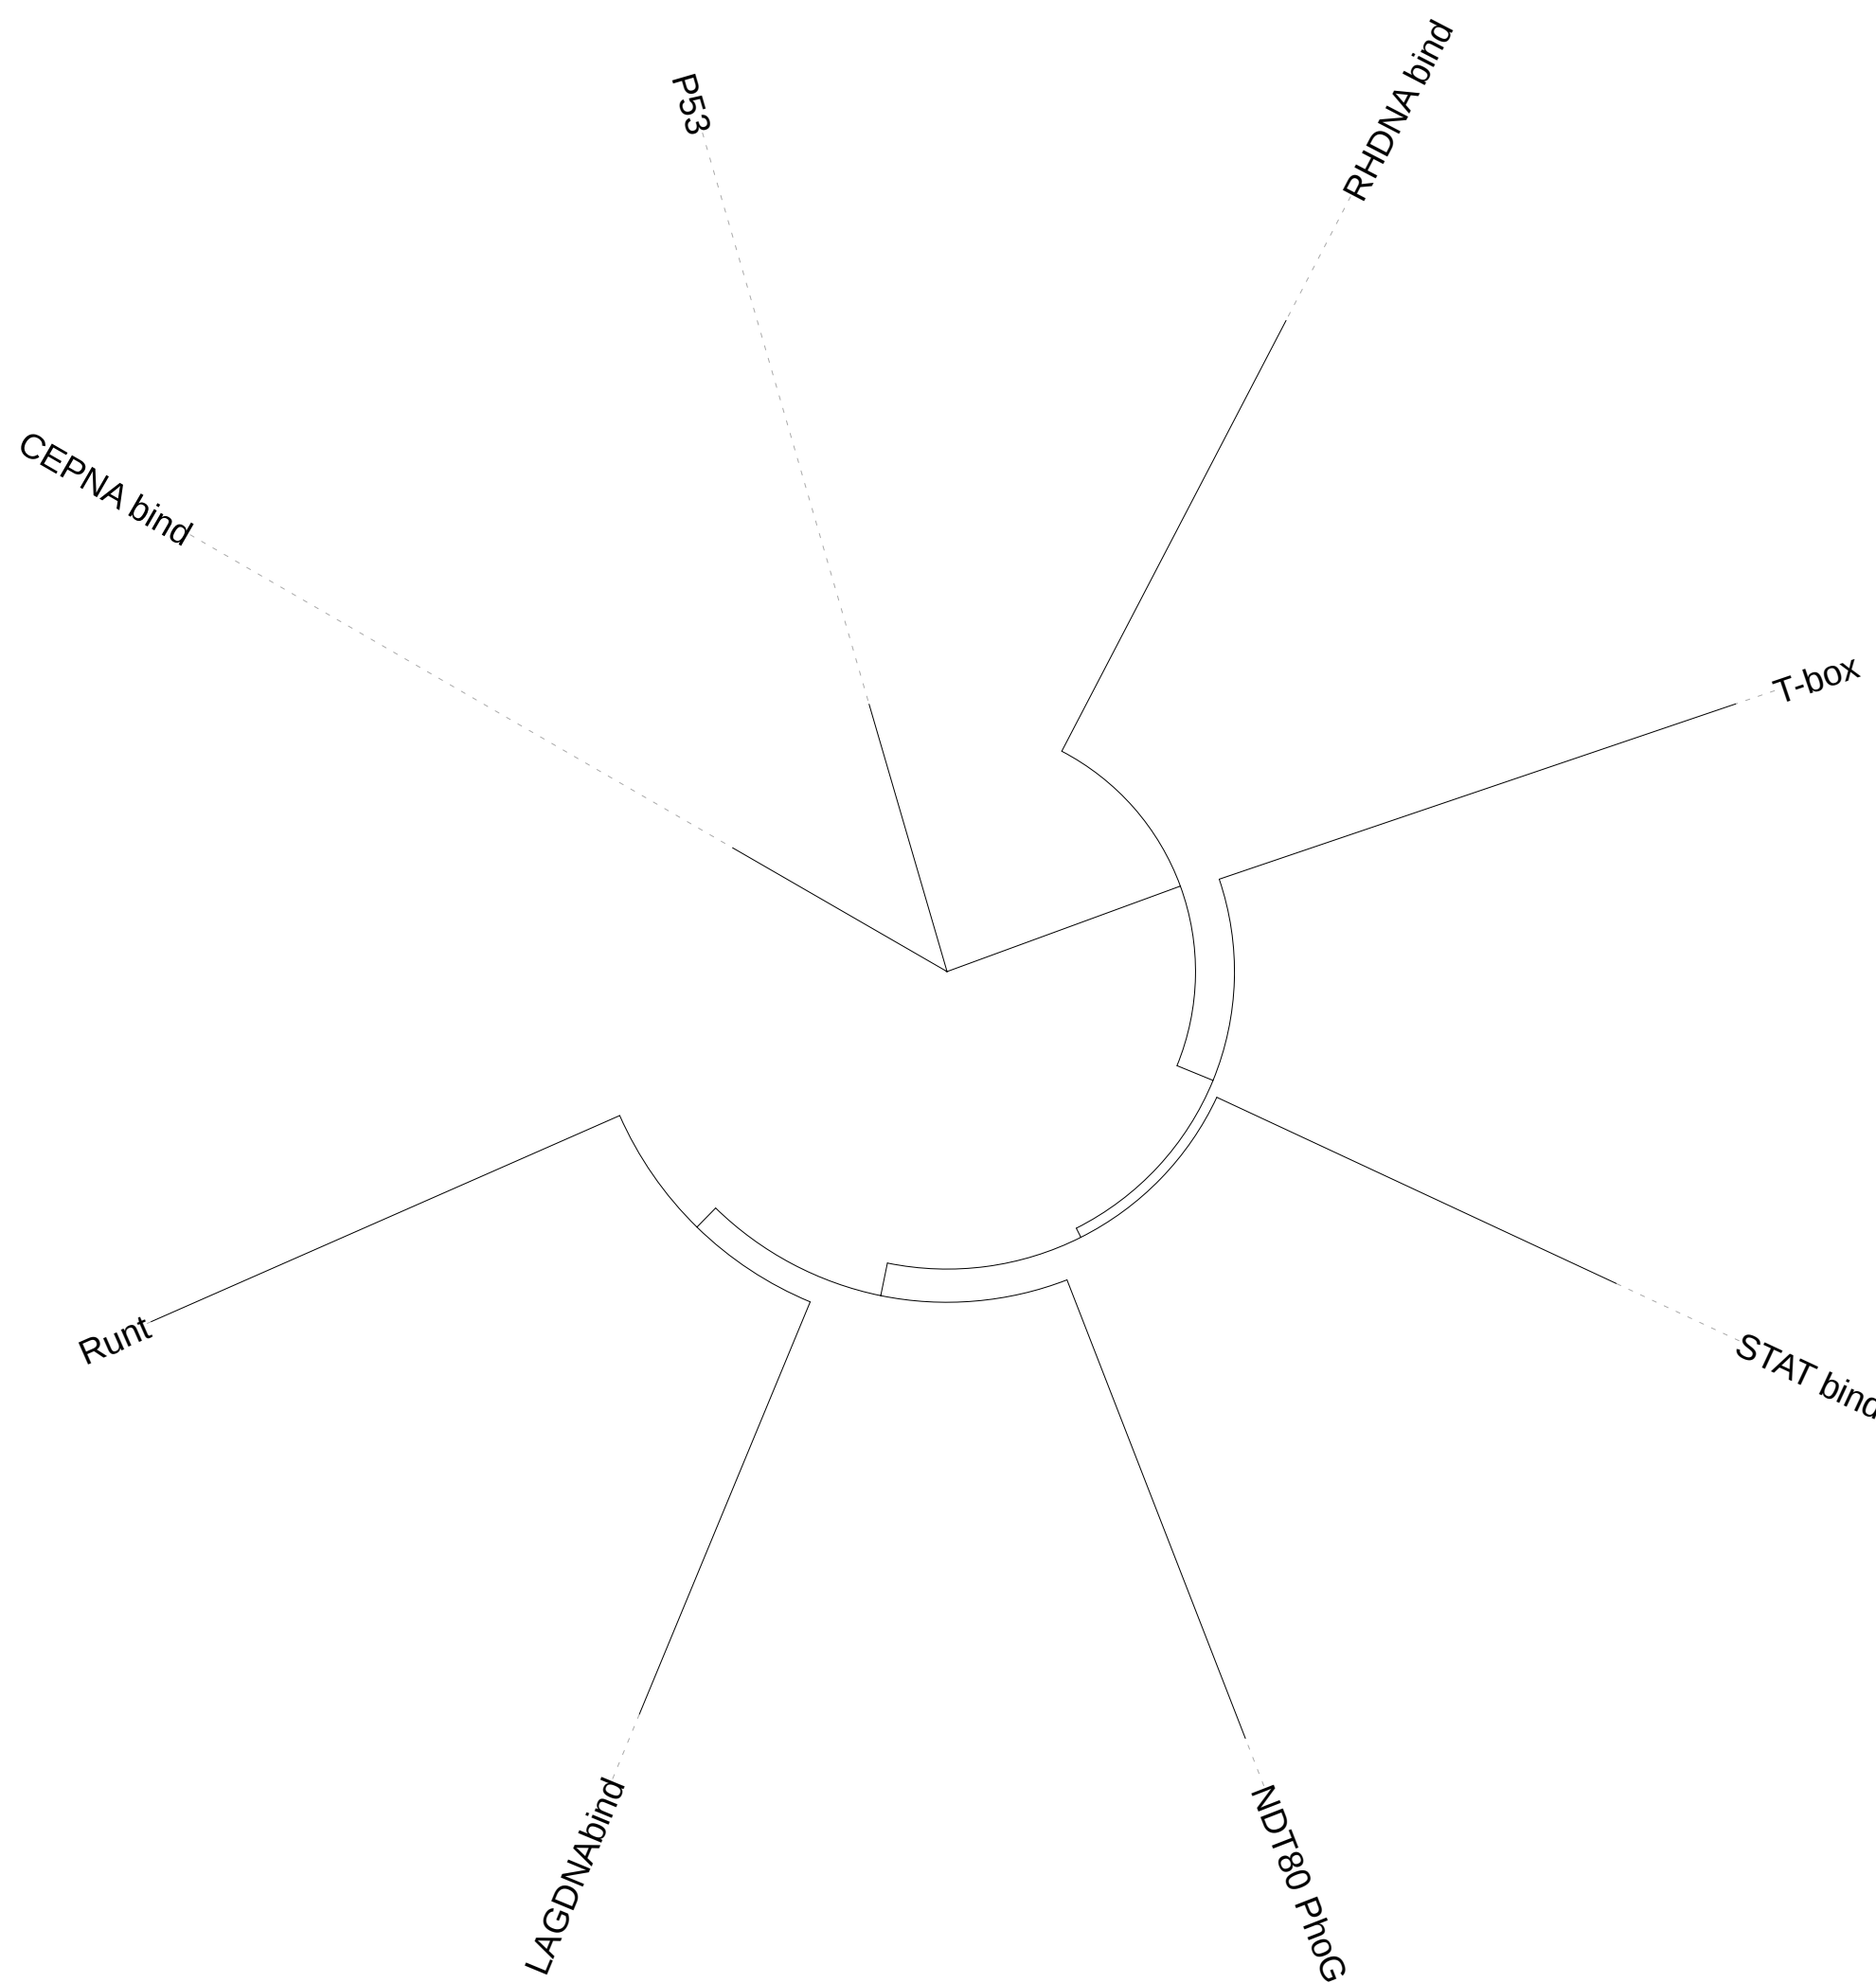 RHDNA bind
P53
CEPNA bind
T-box
Runt
STAT bind
LAGDNAbind
NDT80 PhoG